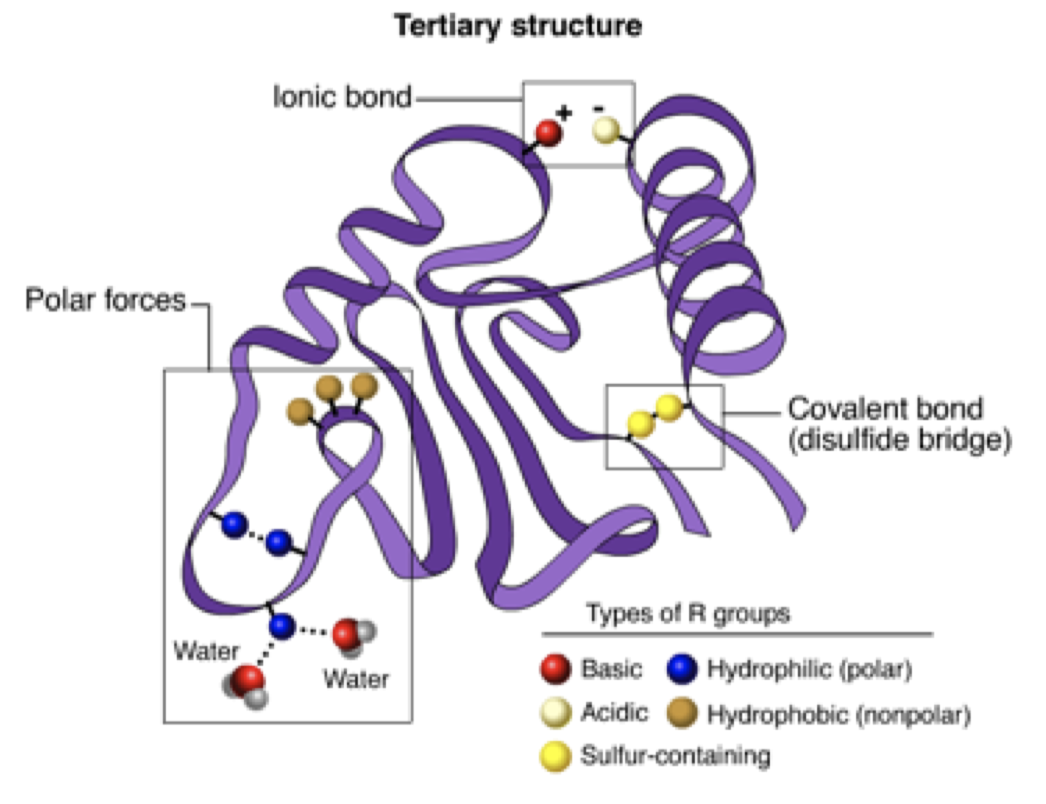 Tertiary structure
Ionic bond
+ -
Polar forces
Covalent bond
(disulfide bridge)
Water
Water
Types of R groups
Basic
Hydrophilic (polar)
Acidic
Hydrophobic (nonpolar)
Sulfur-containing